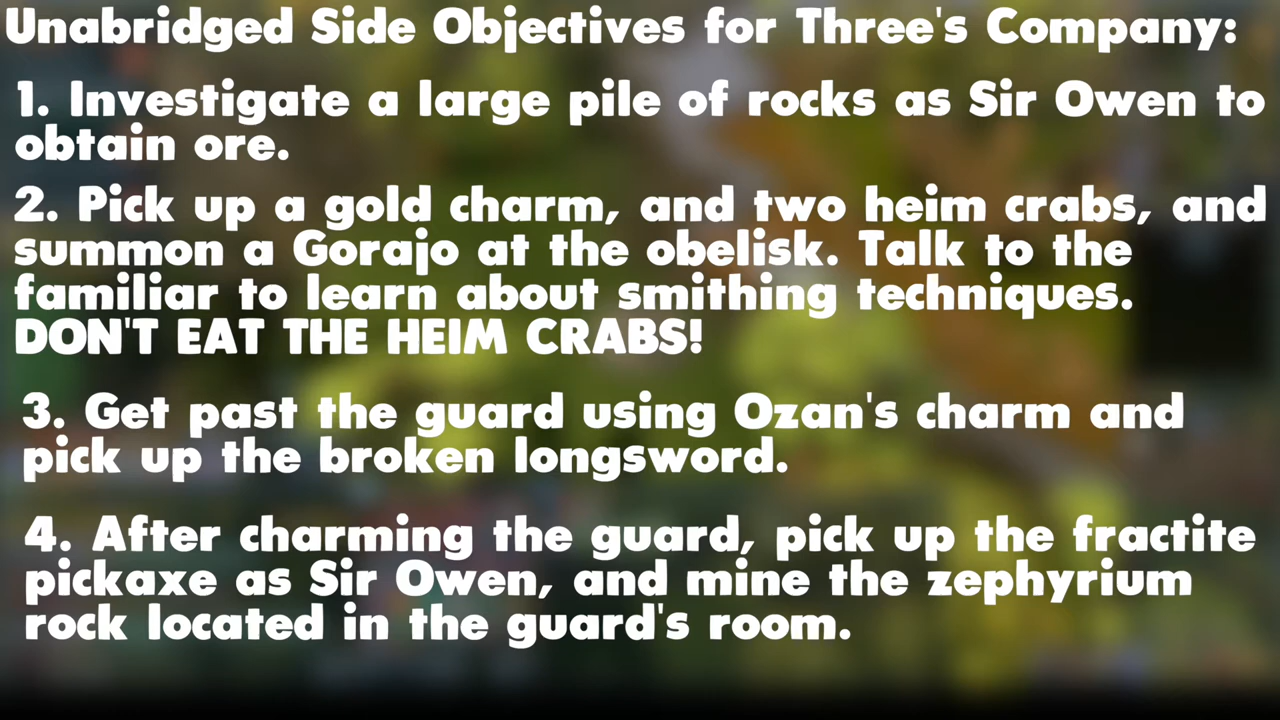 Unabridged Side Objectives for Three's Company:
1. Investigate a large pile of rocks as Sir Owen to
obtain ore.
2. Pick up a gold charm, and two heim crabs, and
summon a Gorajo at the obelisk. Talk to the
familiar to learn about smithing techniques.
DON'T EAT THE HEIM CRABS!
3. Get past the guard using Ozan's charm and
pick up the broken longsword.
4. After charming the guard, pick up the fractite
pickaxe as Sir Owen, and mine the zephyrium
rock located in the guard's room.